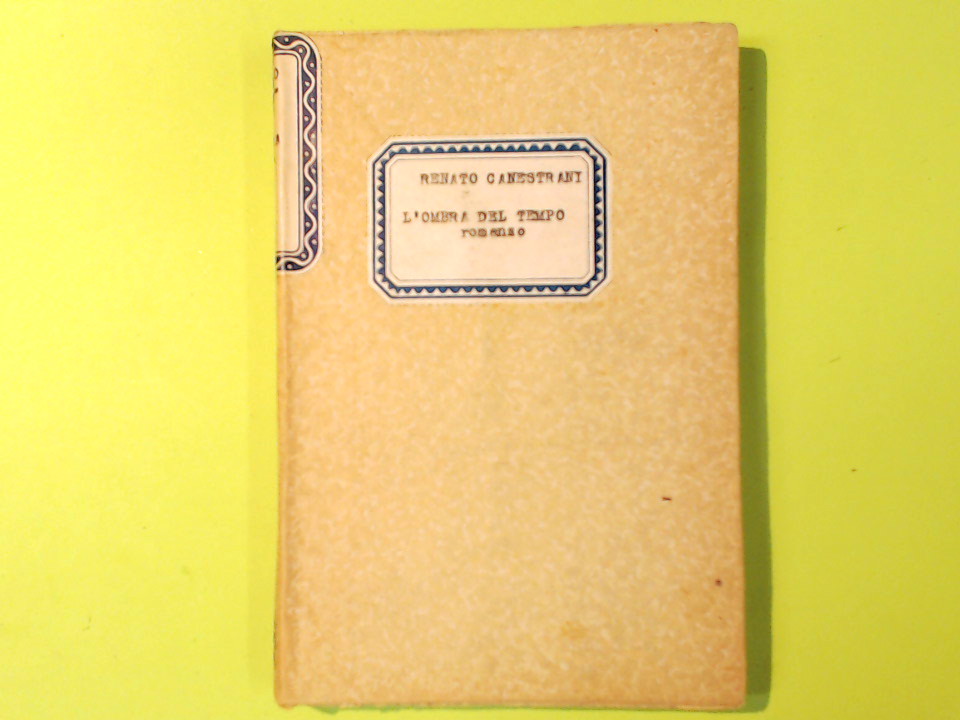 RENATO CANESTRANI
L'OMBRA DEL TEMPO
romanzo